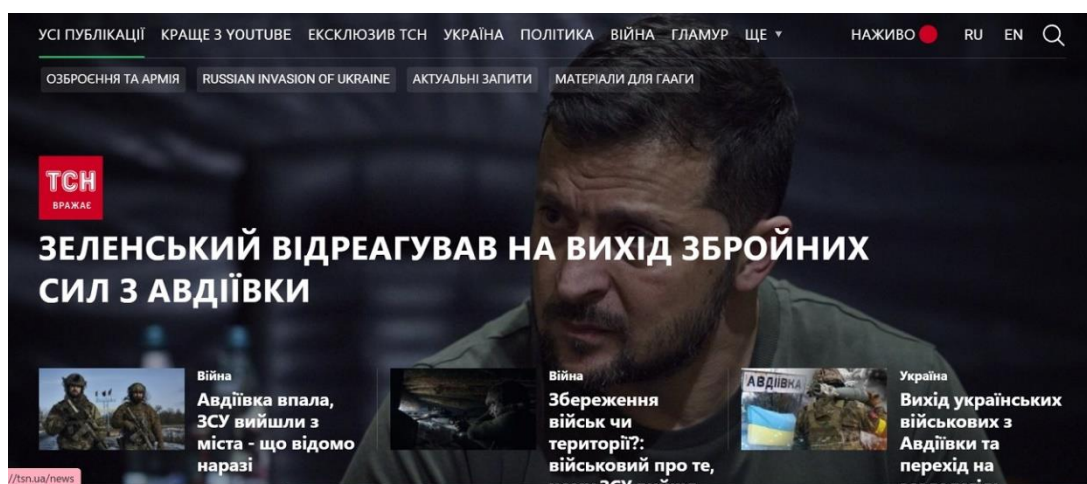 УСІ ПУБЛІКАЦІЇ КРАЩЕ З YOUTUBE ЕКСКЛЮЗИВ ТСН УКРАЇНА ПОЛІТИКА ВІЙНА ГЛАМУР ЩЕ ▼ НАЖИВО RU EN
ОЗБРОЄННЯ ТА АРМІЯ RUSSIAN INVASION OF UKRAINE АКТУАЛЬНІ ЗАПИТИ МАТЕРІАЛИ ДЛЯ ГААГИ
ТСН
ВРАЖАЄ
ЗЕЛЕНСЬКИЙ ВІДРЕАГУВАВ НА ВИХІД ЗБРОЙНИХ
СИЛ З АВДІЇВКИ
Війна
Авдіївка впала,
ЗСУ вийшли з
міста - що відомо
наразі
Війна
Збереження
військ чи
території?:
військовий про те,
АВДІЇВКА
Україна
Вихід українських
військових з
Авдіївки та
перехід на
//tsn.ua/news